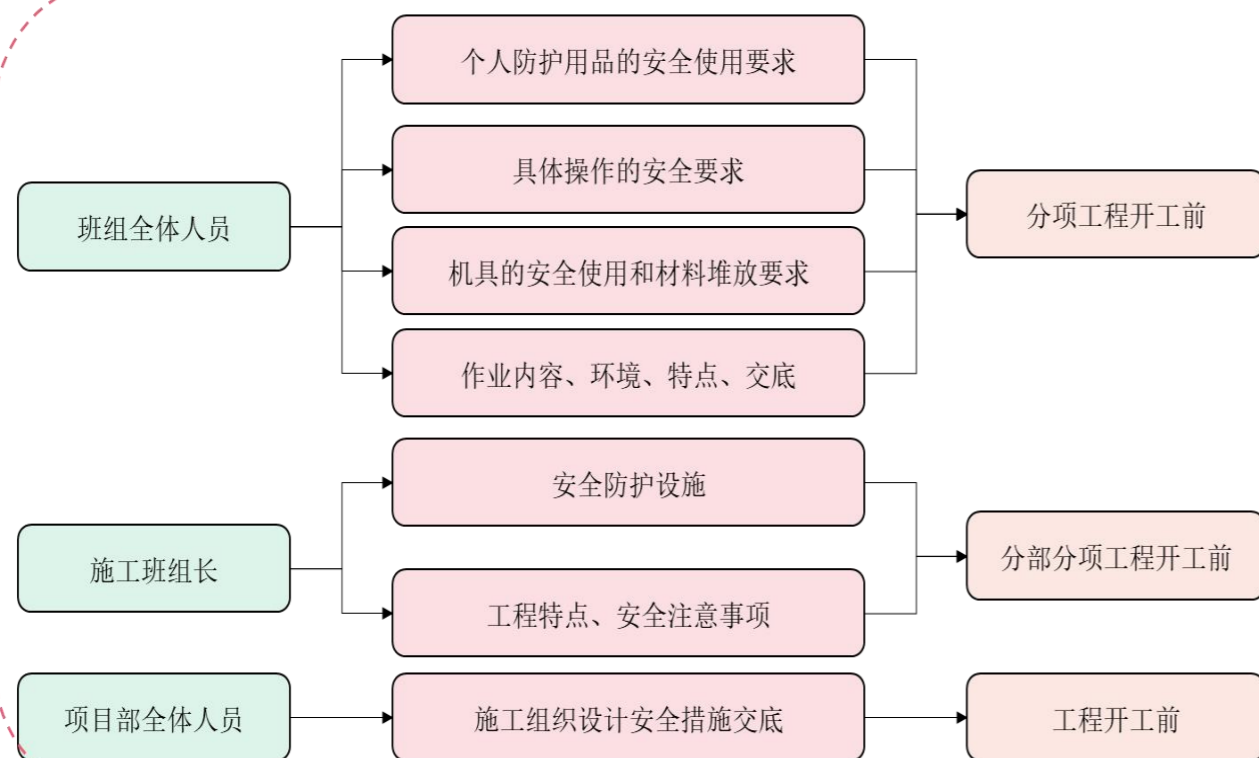 个人防护用品的安全使用要求
具体操作的安全要求
班组全体人员
分项工程开工前
机具的安全使用和材料堆放要求
作业内容、环境、特点、交底
安全防护设施
施工班组长
分部分项工程开工前
工程特点、安全注意事项
项目部全体人员
施工组织设计安全措施交底
工程开工前